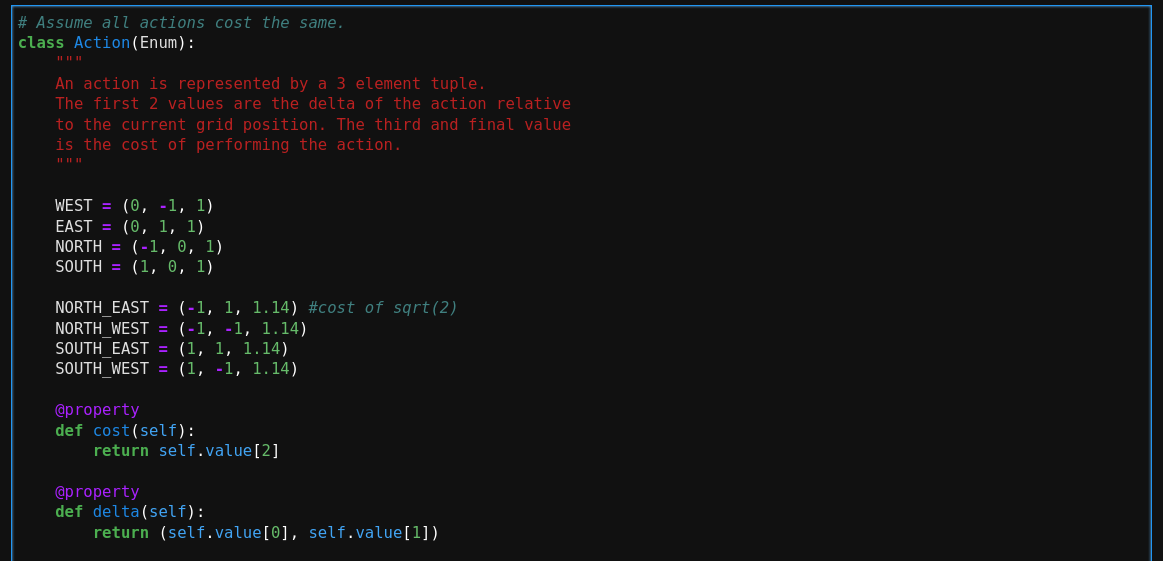 # Assume all actions cost the same.
class Action(Enum):
    """
    An action is represented by a 3 element tuple.
    The first 2 values are the delta of the action relative
    to the current grid position. The third and final value
    is the cost of performing the action.
    """

    WEST = (0, -1, 1)
    EAST = (0, 1, 1)
    NORTH = (-1, 0, 1)
    SOUTH = (1, 0, 1)

    NORTH_EAST = (-1, 1, 1.14) #cost of sqrt(2)
    NORTH_WEST = (-1, -1, 1.14)
    SOUTH_EAST = (1, 1, 1.14)
    SOUTH_WEST = (1, -1, 1.14)

    @property
    def cost(self):
        return self.value[2]

    @property
    def delta(self):
        return (self.value[0], self.value[1])